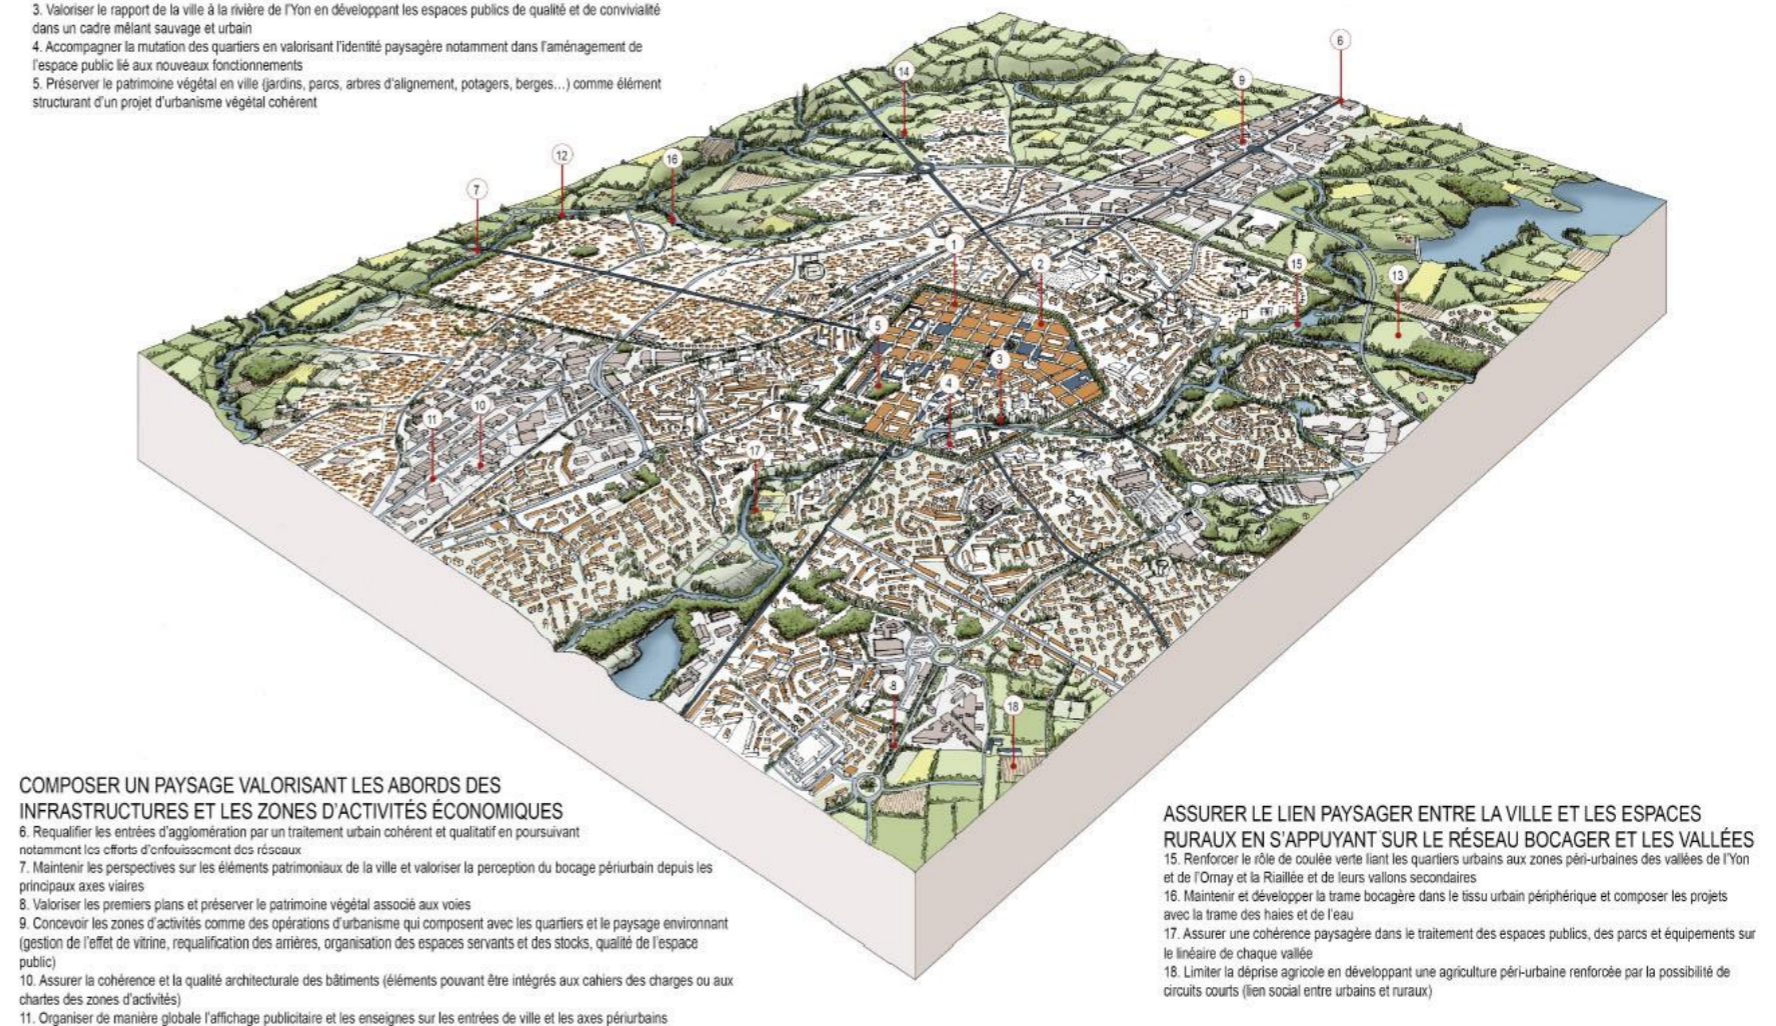 3. Valoriser le rapport de la ville à la rivière de l'Yon en développant les espaces publics de qualité et de convivialité
dans un cadre mêlant sauvage et urbain
4. Accompagner la mutation des quartiers en valorisant l'identité paysagère notamment dans l'aménagement de
l'espace public lié aux nouveaux fonctionnements
5. Préserver le patrimoine végétal en ville (jardins, parcs, arbres d'alignement, potagers, berges…) comme élément
structurant d'un projet d'urbanisme végétal cohérent
6
14
9
12
16
7
1
2
15
13
5
3
4
10
11
17
8
18
COMPOSER UN PAYSAGE VALORISANT LES ABORDS DES
INFRASTRUCTURES ET LES ZONES D'ACTIVITÉS ÉCONOMIQUES
6. Requalifier les entrées d'agglomération par un traitement urbain cohérent et qualitatif en poursuivant
notamment les efforts d'enfouissement des réseaux
7. Maintenir les perspectives sur les éléments patrimoniaux de la ville et valoriser la perception du bocage périurbain depuis les
principaux axes viaires
8. Valoriser les premiers plans et préserver le patrimoine végétal associé aux voies
9. Concevoir les zones d'activités comme des opérations d'urbanisme qui composent avec les quartiers et le paysage environnant
(gestion de l'effet de vitrine, requalification des arrières, organisation des espaces servants et des stocks, qualité de l'espace
public)
10. Assurer la cohérence et la qualité architecturale des bâtiments (éléments pouvant être intégrés aux cahiers des charges ou aux
chartes des zones d'activités)
11. Organiser de manière globale l'affichage publicitaire et les enseignes sur les entrées de ville et les axes périurbains
ASSURER LE LIEN PAYSAGER ENTRE LA VILLE ET LES ESPACES
RURAUX EN S'APPUYANT SUR LE RÉSEAU BOCAGER ET LES VALLÉES
15. Renforcer le rôle de coulée verte liant les quartiers urbains aux zones péri-urbaines des vallées de l'Yon
et de l'Ornay et la Riaillée et de leurs vallons secondaires
16. Maintenir et développer la trame bocagère dans le tissu urbain périphérique et composer les projets
avec la trame des haies et de l'eau
17. Assurer une cohérence paysagère dans le traitement des espaces publics, des parcs et équipements sur
le linéaire de chaque vallée
18. Limiter la déprise agricole en développant une agriculture péri-urbaine renforcée par la possibilité de
circuits courts (lien social entre urbains et ruraux)